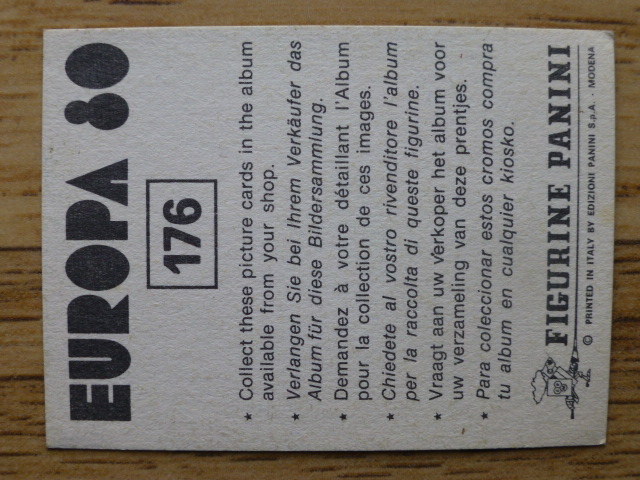 EUROPA 80
176
★ Collect these picture cards in the album
available from your shop.
★ Verlangen Sie bei Ihrem Verkäufer das
Album für diese Bildersammlung.
★ Demandez à votre détaillant l'Album
pour la collection de ces images.
★ Chiedete al vostro rivenditore l'album
per la raccolta di queste figurine.
★ Vraagt aan uw verkoper het album voor
uw verzameling van deze prentjes.
★ Para coleccionar estos cromos compra
tu album en cualquier kiosko.
FIGURINE PANINI
© PRINTED IN ITALY BY EDIZIONI PANINI S.p.A. - MODENA